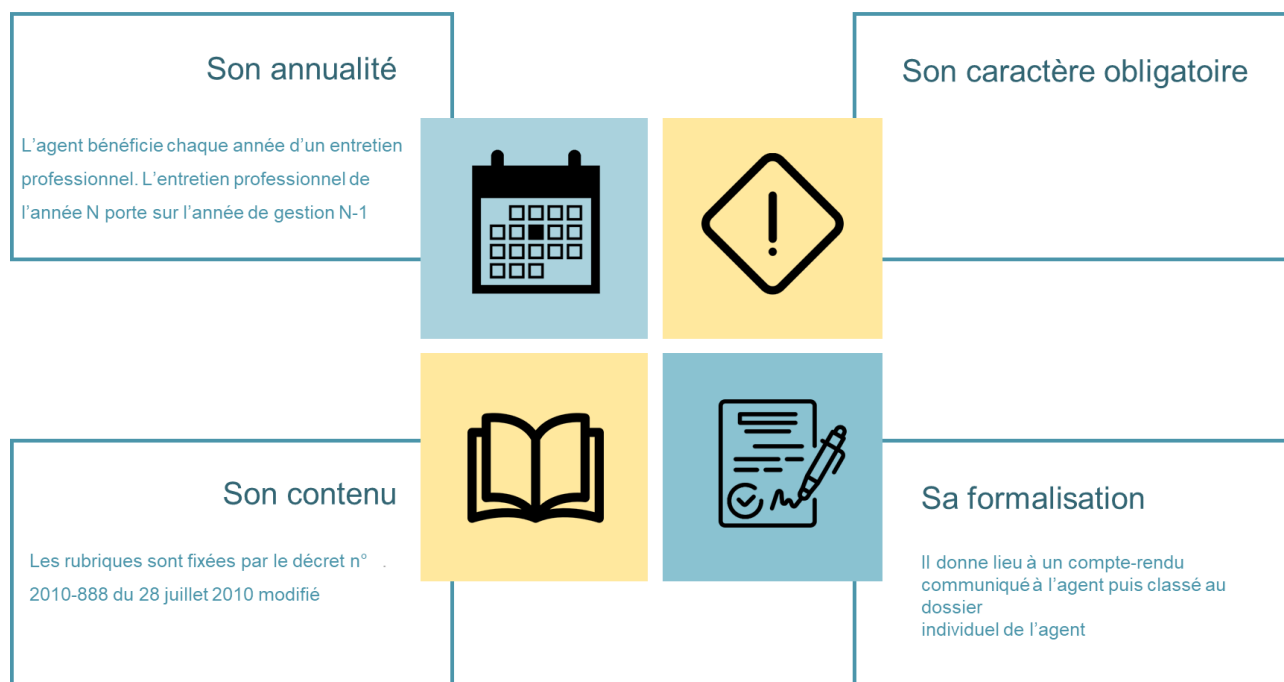 Son annualité
L’agent bénéficie chaque année d’un entretien
professionnel. L’entretien professionnel de
l’année N porte sur l’année de gestion N-1
Son caractère obligatoire
Son contenu
Les rubriques sont fixées par le décret n° .
2010-888 du 28 juillet 2010 modifié
Sa formalisation
Il donne lieu à un compte-rendu
communiqué à l’agent puis classé au
dossier
individuel de l’agent